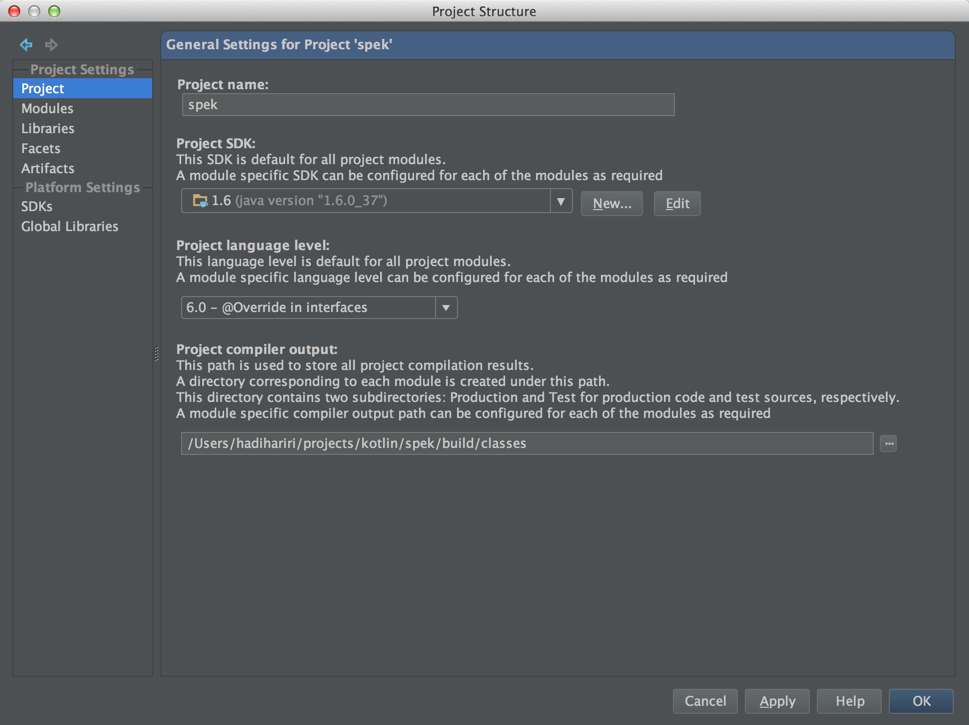 Project Structure
Project Settings
Project
Modules
Libraries
Facets
Artifacts
Platform Settings
SDKs
Global Libraries
General Settings for Project 'spek'
Project name:
spek
Project SDK:
This SDK is default for all project modules.
A module specific SDK can be configured for each of the modules as required
1.6 (java version "1.6.0_37")
New...
Edit
Project language level:
This language level is default for all project modules.
A module specific language level can be configured for each of the modules as required
6.0 – @Override in interfaces
Project compiler output:
This path is used to store all project compilation results.
A directory corresponding to each module is created under this path.
This directory contains two subdirectories: Production and Test for production code and test sources, respectively.
A module specific compiler output path can be configured for each of the modules as required
/Users/hadihariri/projects/kotlin/spek/build/classes
...
Cancel
Apply
Help
OK